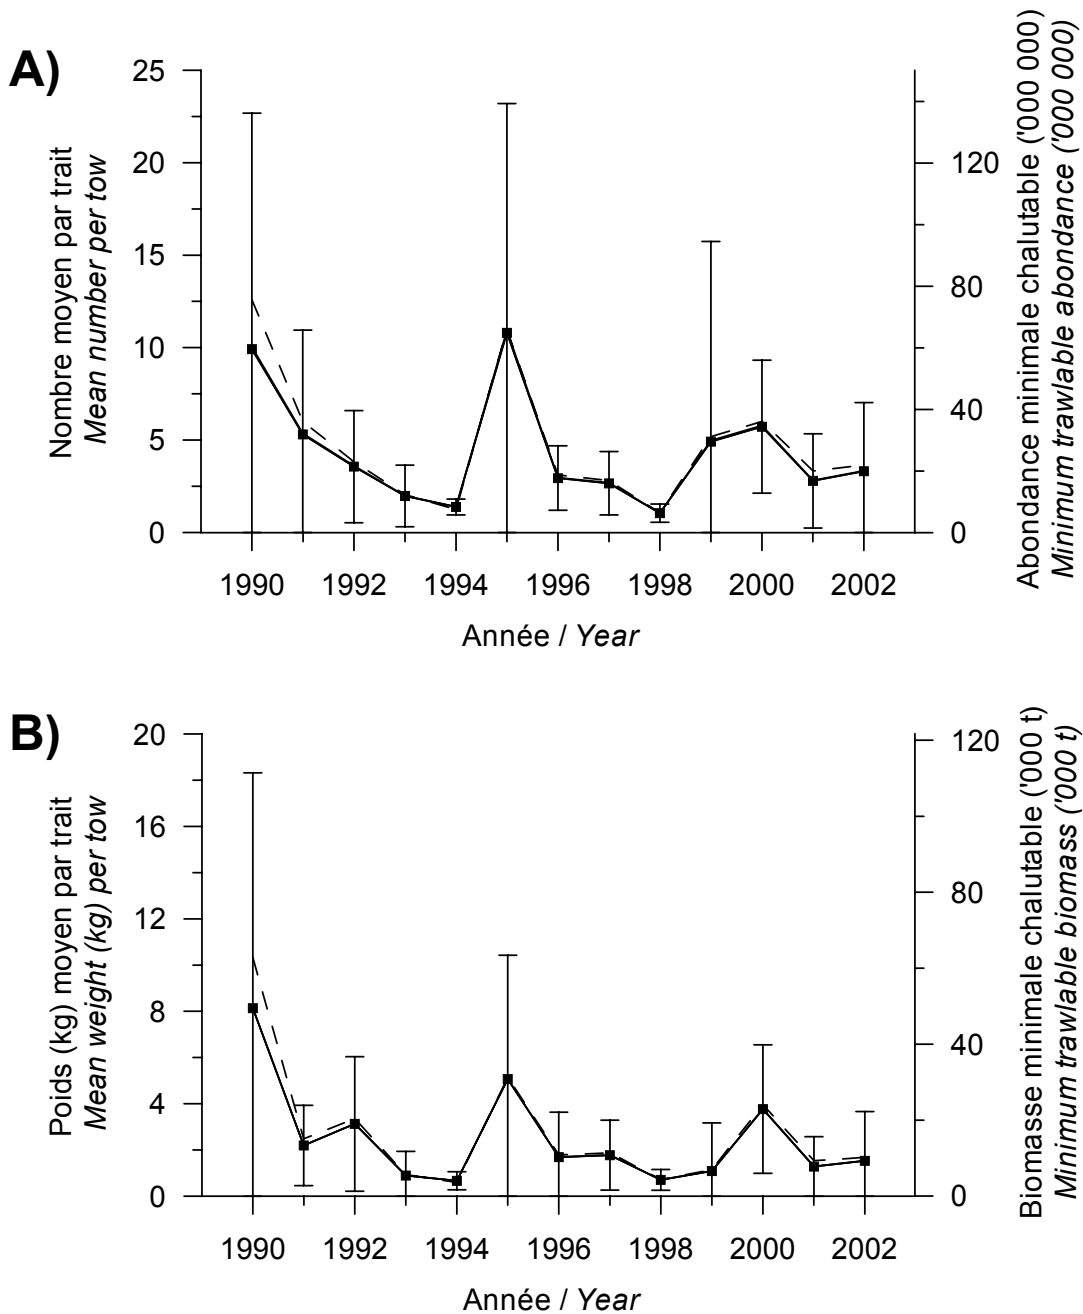 A)
Nombre moyen par trait
Mean number per tow
25
20
15
10
5
0
120
80
40
0
Abondance minimale chalutable ('000 000)
Minimum trawlable abondance ('000 000)
1990 1992 1994 1996 1998 2000 2002
Année / Year
B)
Poids (kg) moyen par trait
Mean weight (kg) per tow
20
16
12
8
4
0
120
80
40
0
Biomasse minimale chalutable ('000 t)
Minimum trawlable biomass ('000 t)
1990 1992 1994 1996 1998 2000 2002
Année / Year